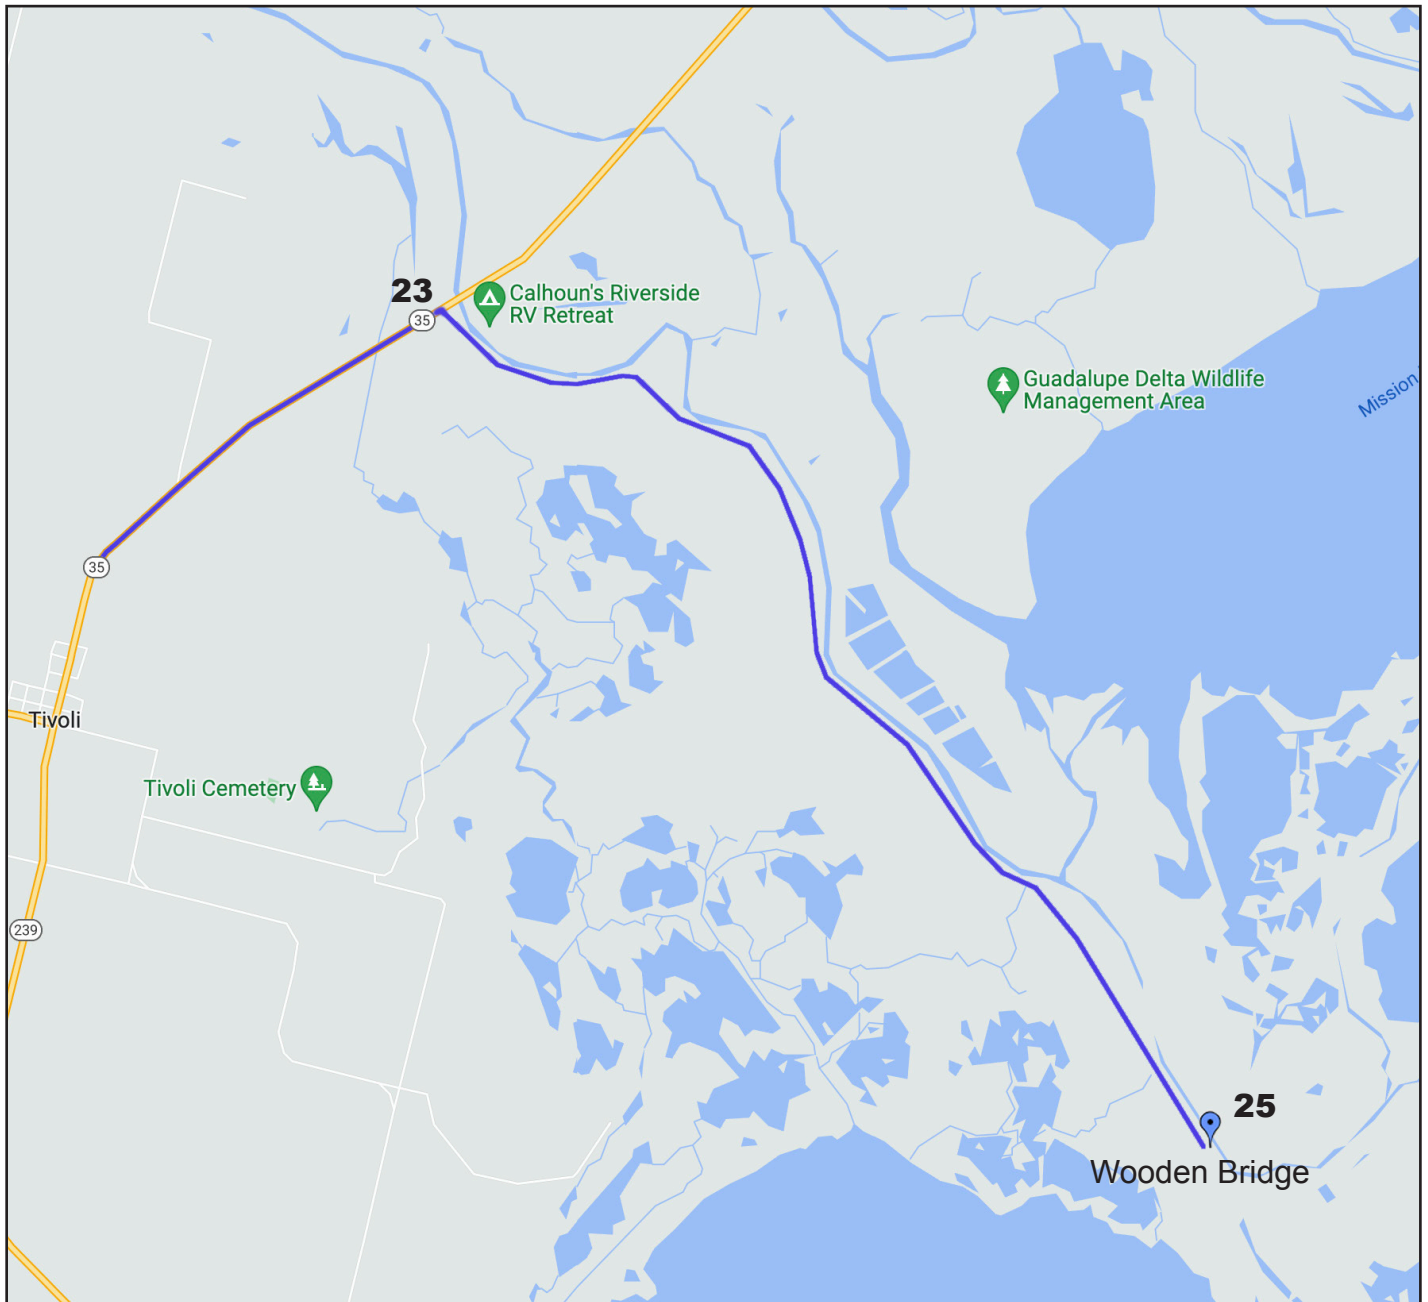 23
35
Calhoun's Riverside
RV Retreat
Guadalupe Delta Wildlife
Management Area
Mission
35
Tivoli
Tivoli Cemetery
239
25
Wooden Bridge